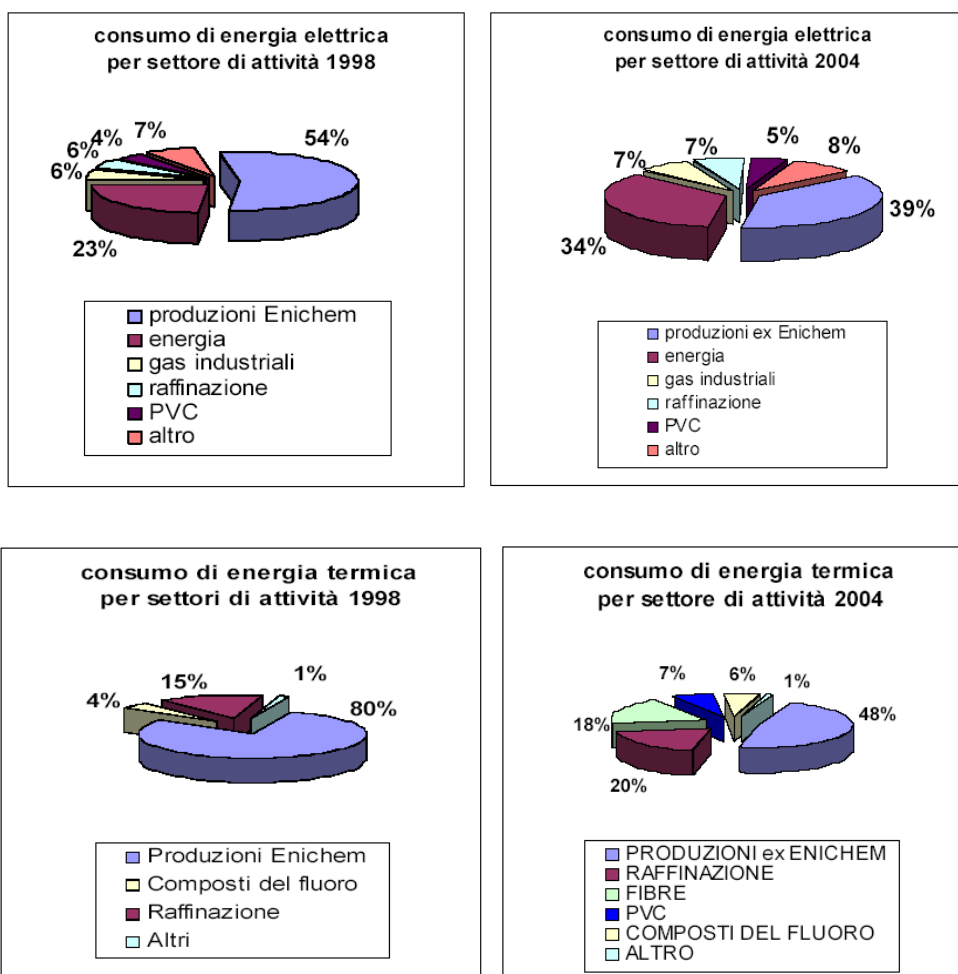 consumo di energia elettrica
per settore di attività 1998
54%
23%
6%
6%
4%
7%
produzioni Enichem
energia
gas industriali
raffinazione
PVC
altro
consumo di energia elettrica
per settore di attività 2004
39%
34%
7%
7%
5%
8%
produzioni ex Enichem
energia
gas industriali
raffinazione
PVC
altro
consumo di energia termica
per settori di attività 1998
4%
15%
1%
80%
Produzioni Enichem
Composti del fluoro
Raffinazione
Altri
consumo di energia termica
per settore di attività 2004
48%
20%
18%
7%
6%
1%
PRODUZIONI ex ENICHEM
RAFFINAZIONE
FIBRE
PVC
COMPOSTI DEL FLUORO
ALTRO